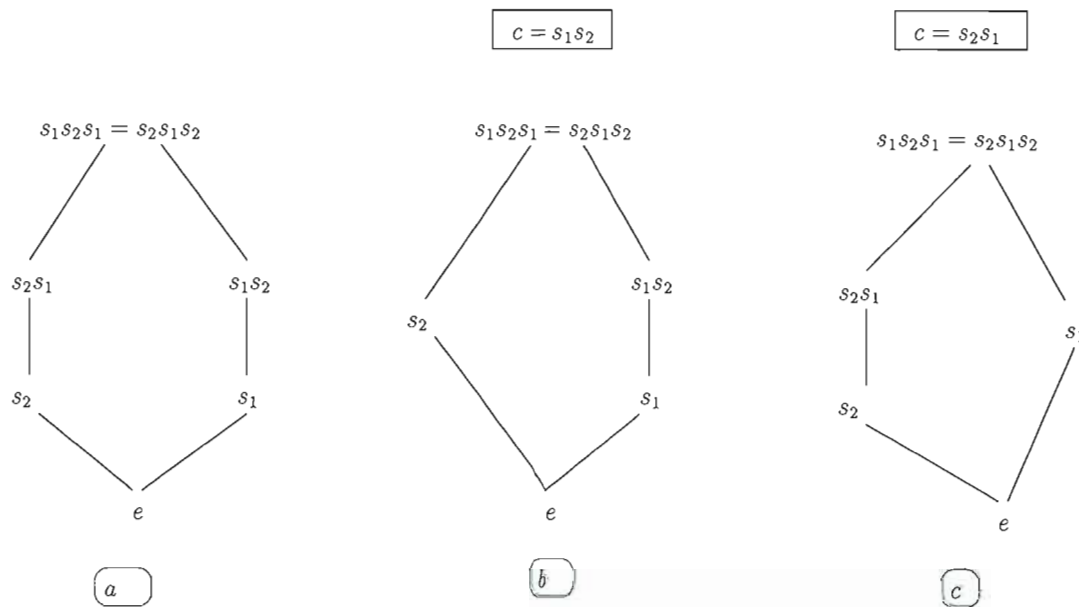 c = s₁s₂
c = s₂s₁
s₁s₂s₁ = s₂s₁s₂
s₁s₂s₁ = s₂s₁s₂
s₁s₂s₁ = s₂s₁s₂
s₂s₁
s₁s₂
s₁s₂
s₂s₁
s₂
s₂
s₁
s₁
s₂
e
e
e
a
b
c